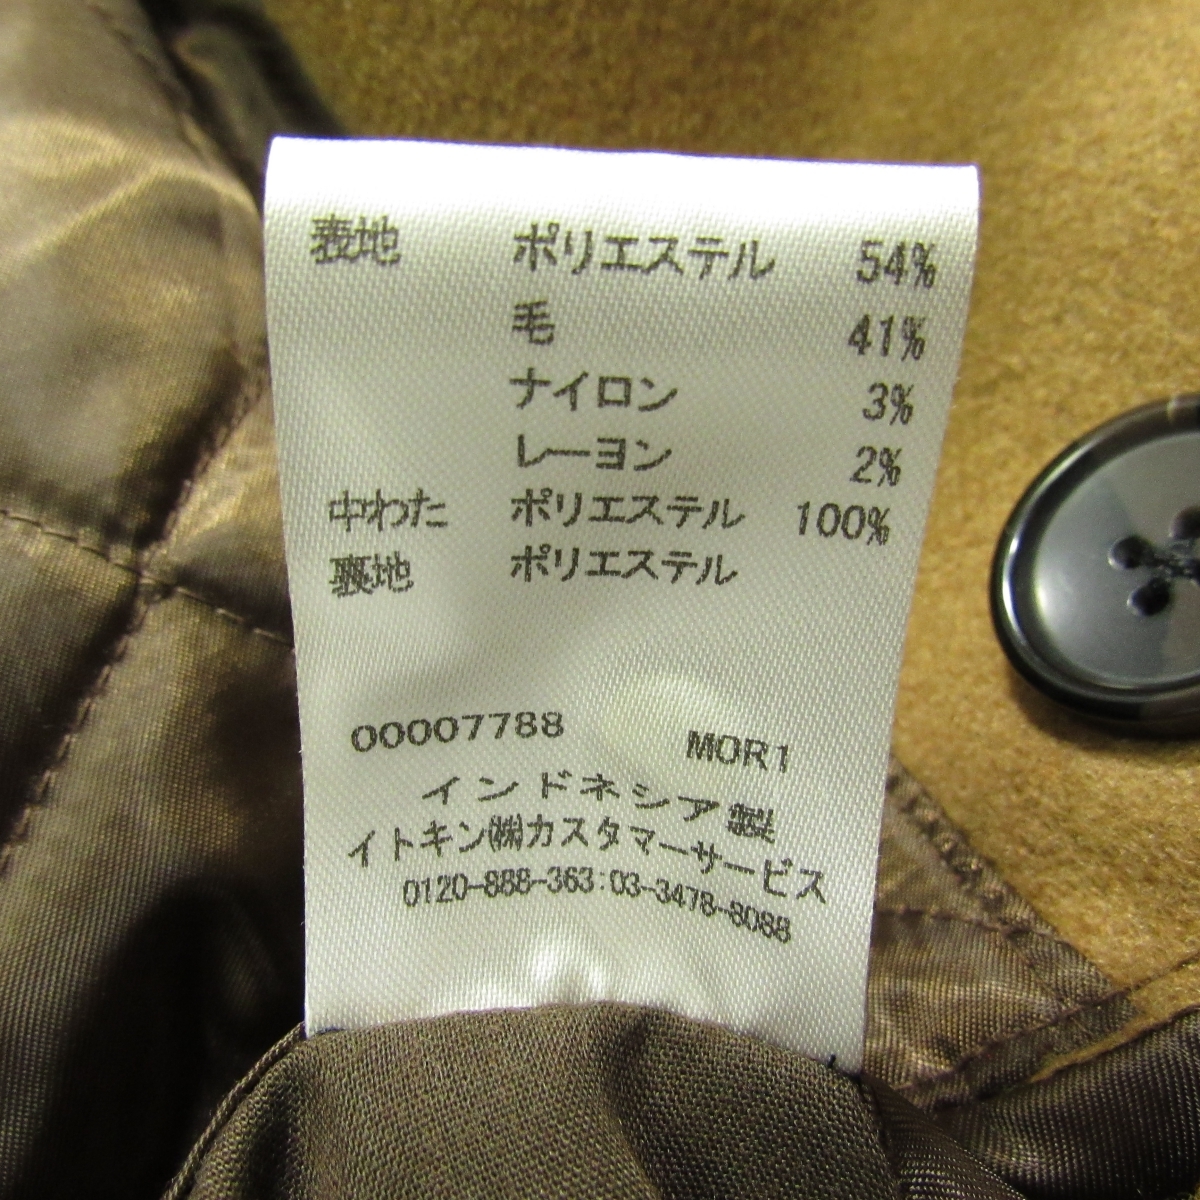 表地 ポリエステル 54%
毛 41%
ナイロン 3%
レーヨン 2%
中わた ポリエステル 100%
裏地 ポリエステル
00007788 MOR1
インドネシア製
イトキン㈱カスタマーサービス
0120-888-363:03-3478-8088